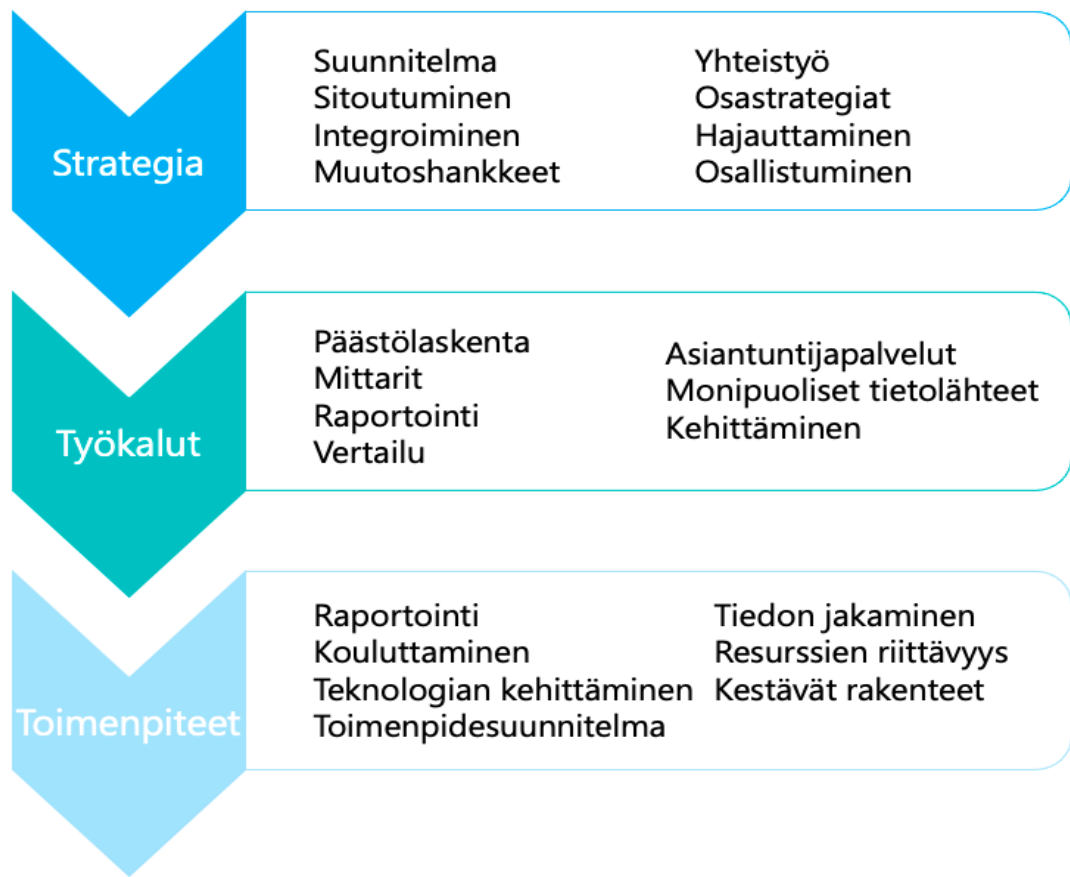 Strategia
Suunnitelma
Sitoutuminen
Integroiminen
Muutoshankkeet
Yhteistyö
Osastrategiat
Hajauttaminen
Osallistuminen
Työkalut
Päästölaskenta
Mittarit
Raportointi
Vertailu
Asiantuntijapalvelut
Monipuoliset tietolähteet
Kehittäminen
Toimenpiteet
Raportointi
Kouluttaminen
Teknologian kehittäminen
Toimenpidesuunnitelma
Tiedon jakaminen
Resurssien riittävyys
Kestävät rakenteet